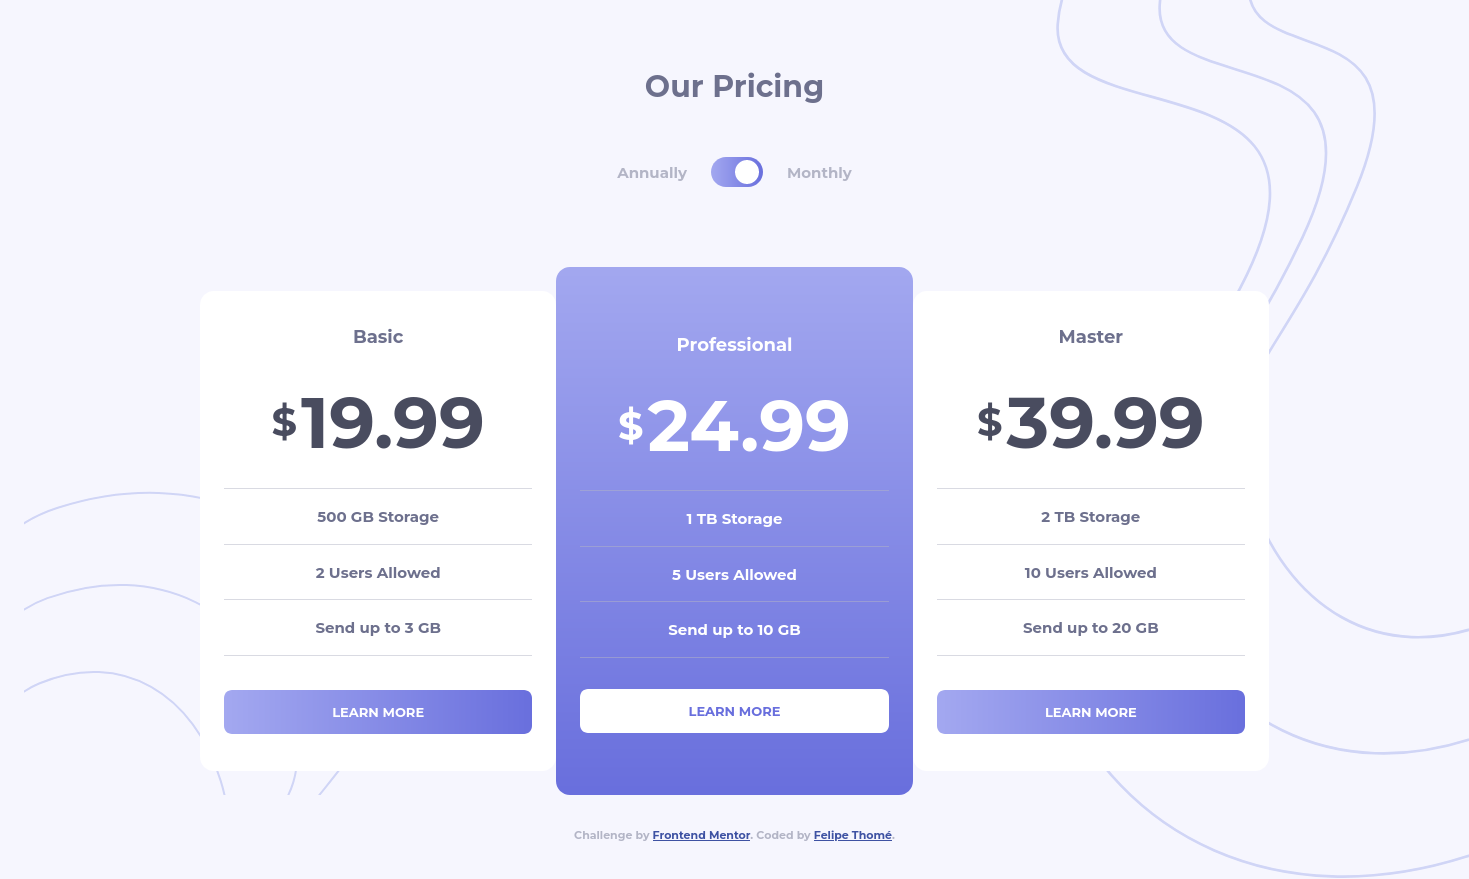 Our Pricing
Annually Monthly
Basic
$19.99
500 GB Storage
2 Users Allowed
Send up to 3 GB
LEARN MORE
Professional
$24.99
1 TB Storage
5 Users Allowed
Send up to 10 GB
LEARN MORE
Master
$39.99
2 TB Storage
10 Users Allowed
Send up to 20 GB
LEARN MORE
Challenge by Frontend Mentor. Coded by Felipe Thomé.